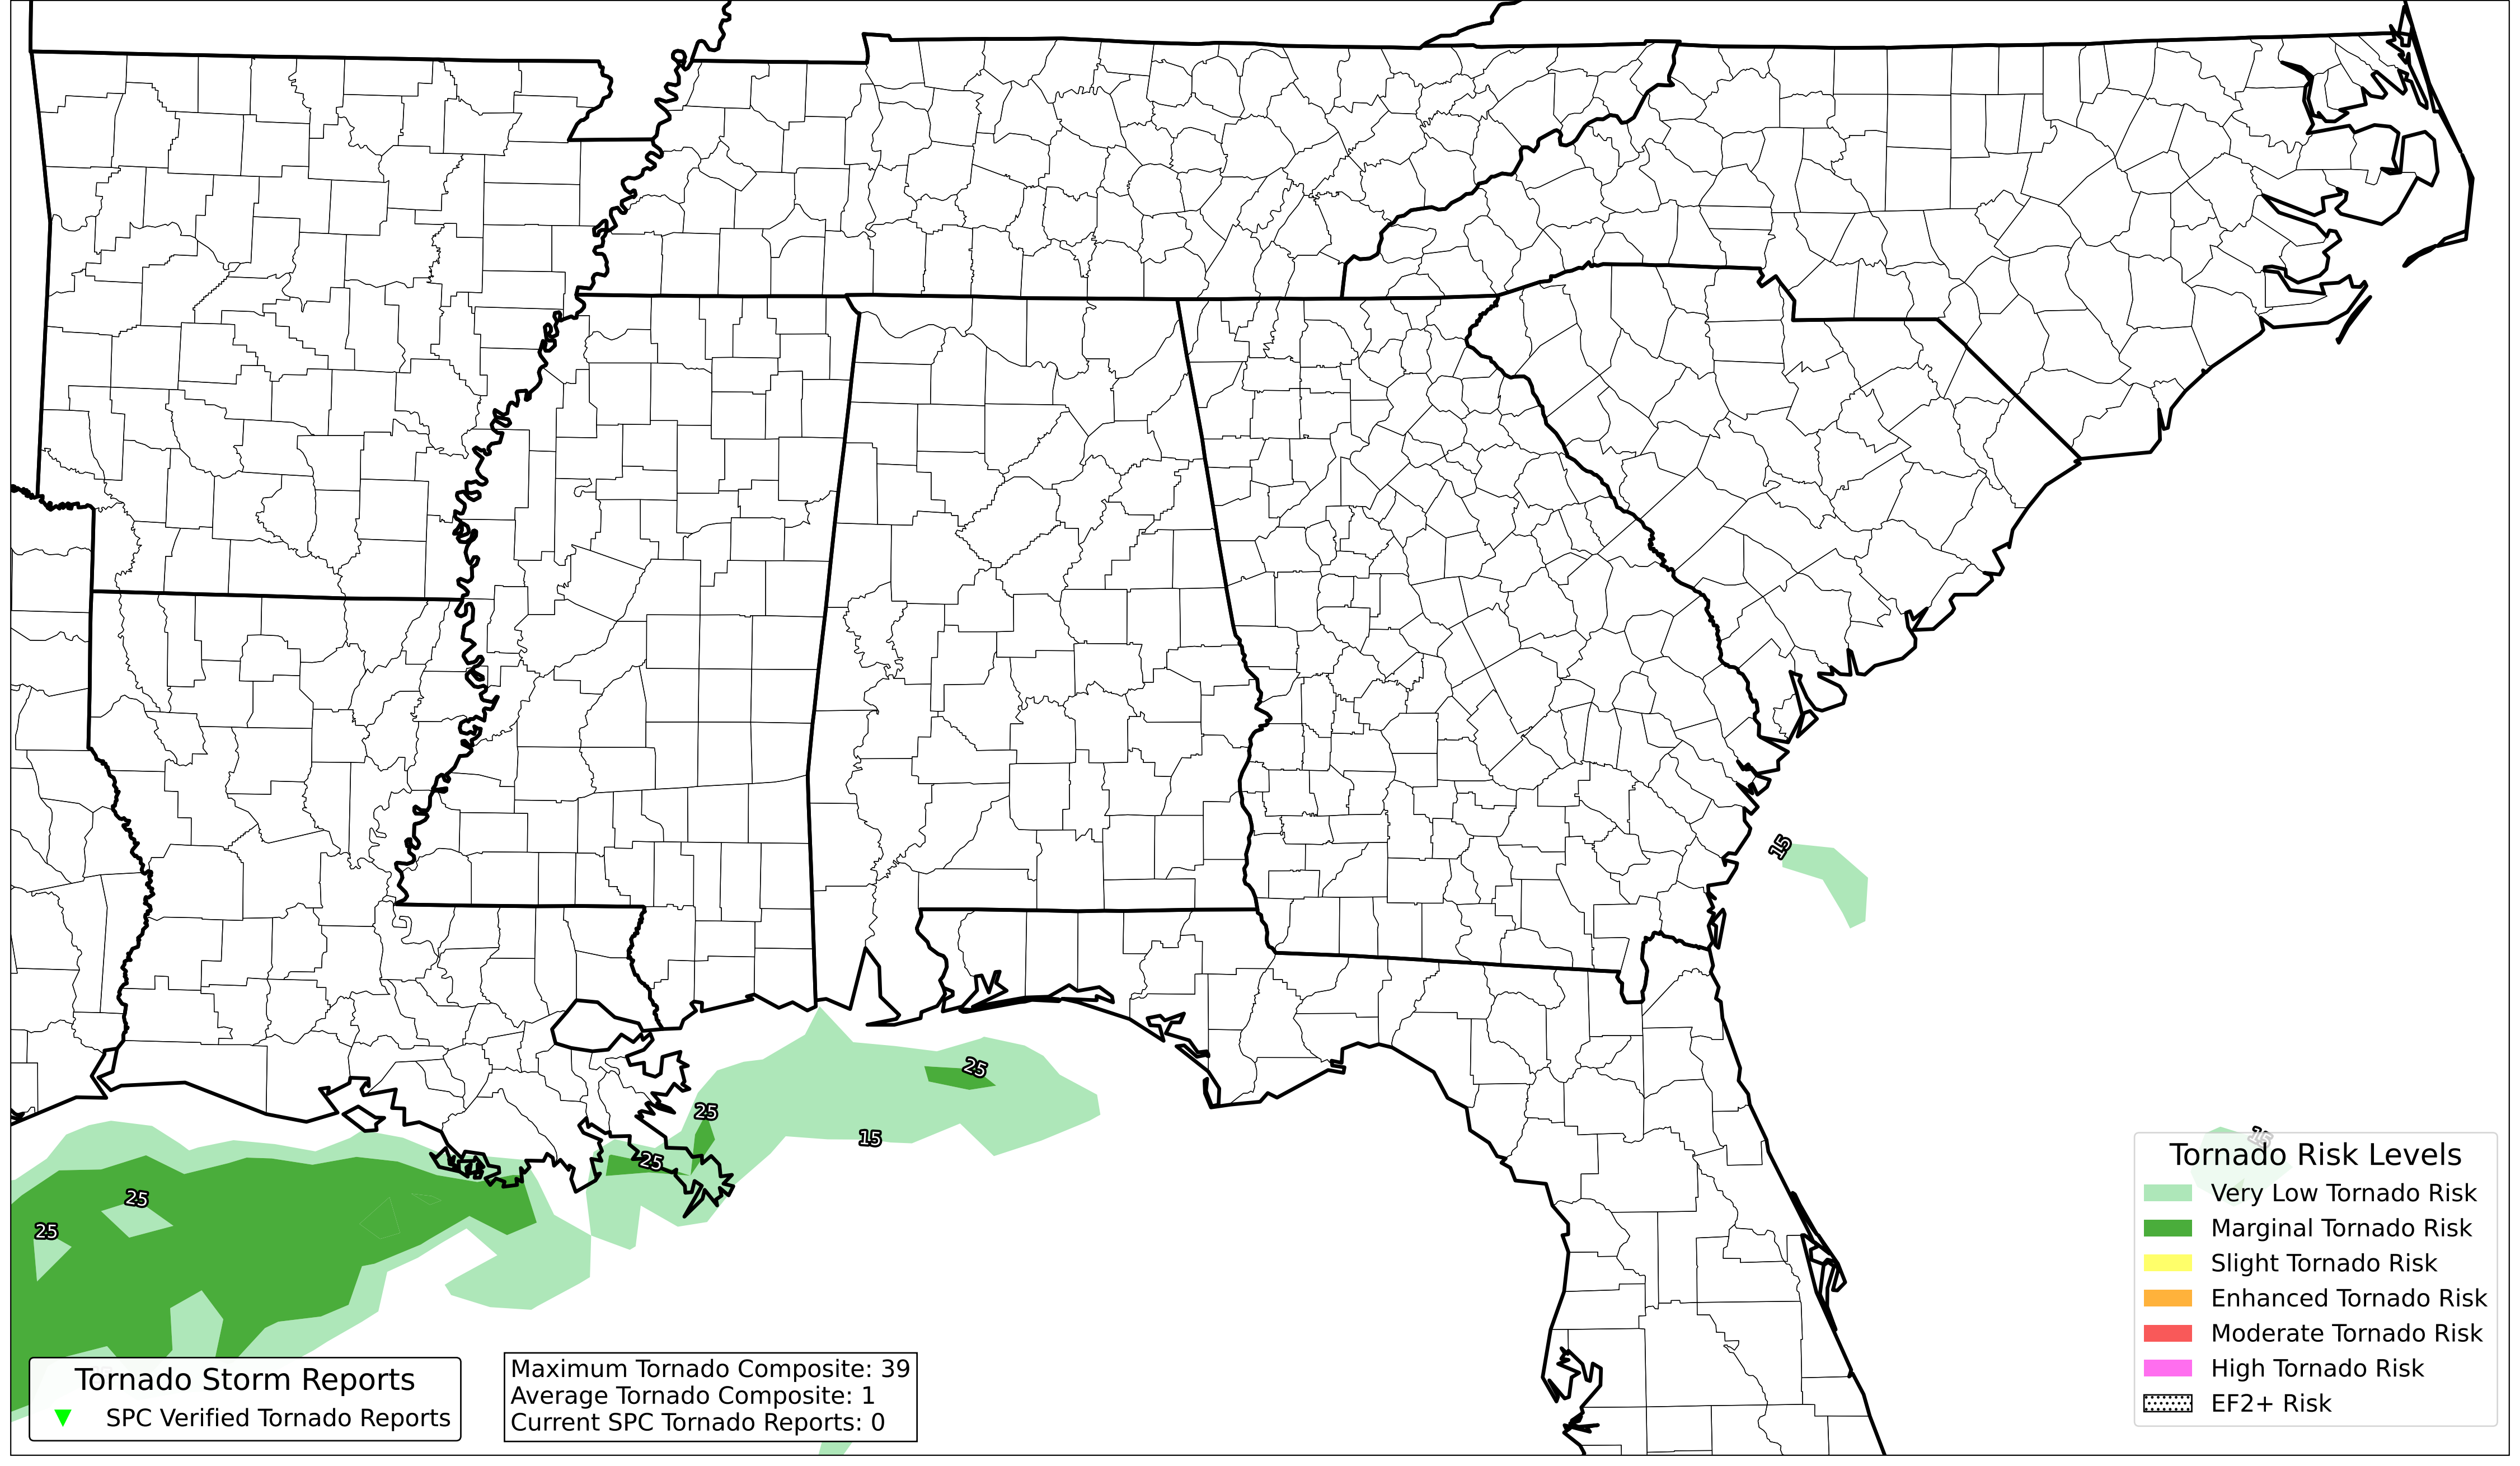 15
25
25
15
25
15
25
25
Tornado Risk Levels
Very Low Tornado Risk
Marginal Tornado Risk
Slight Tornado Risk
Enhanced Tornado Risk
Moderate Tornado Risk
High Tornado Risk
EF2+ Risk
Tornado Storm Reports
SPC Verified Tornado Reports
Maximum Tornado Composite: 39
Average Tornado Composite: 1
Current SPC Tornado Reports: 0